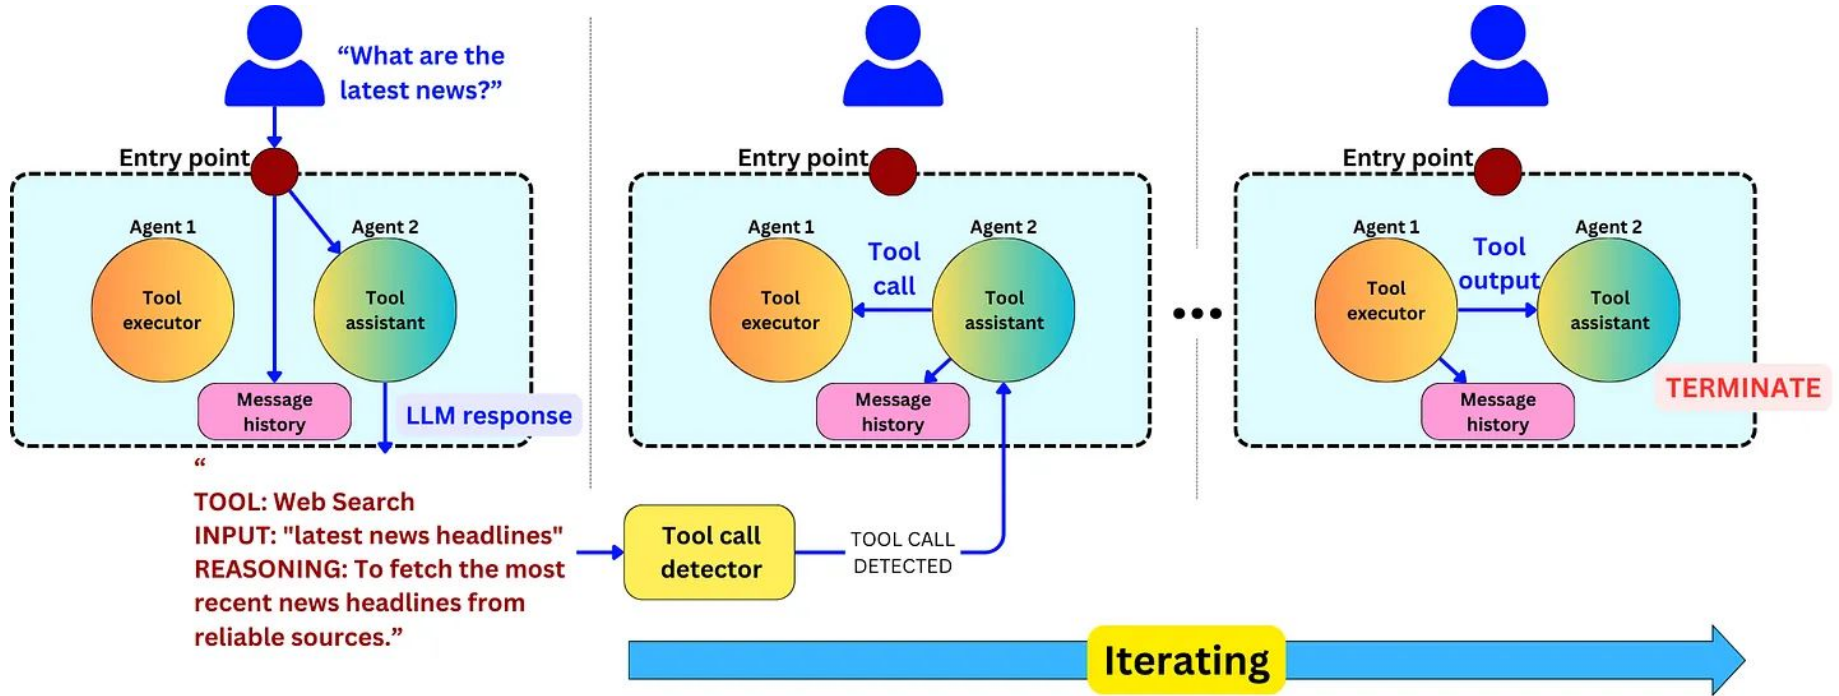 “What are the
latest news?”
Entry point
Agent 1
Agent 2
Tool
executor
Tool
assistant
Message
history
LLM response
“
TOOL: Web Search
INPUT: "latest news headlines"
REASONING: To fetch the most
recent news headlines from
reliable sources.”
Tool call
detector
TOOL CALL
DETECTED
Entry point
Agent 1
Agent 2
Tool
call
Tool
executor
Tool
assistant
Message
history
Entry point
Agent 1
Agent 2
Tool
output
Tool
executor
Tool
assistant
Message
history
TERMINATE
Iterating